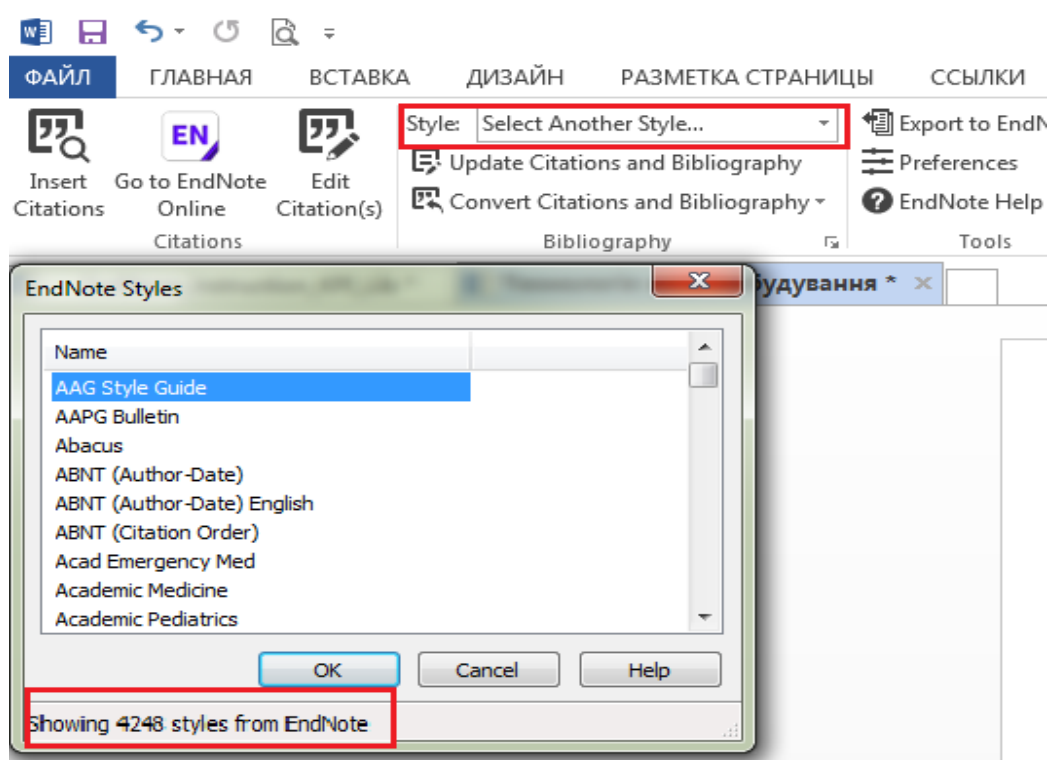 ФАЙЛ ГЛАВНАЯ ВСТАВКА ДИЗАЙН РАЗМЕТКА СТРАНИЦЫ ССЫЛКИ
EN
Insert Citations
Go to EndNote Online
Edit Citation(s)
Citations
Style: Select Another Style...
Update Citations and Bibliography
Convert Citations and Bibliography
Bibliography
Export to EndN
Preferences
EndNote Help
Tools
будування *
EndNote Styles
Name
AAG Style Guide
AAPG Bulletin
Abacus
ABNT (Author-Date)
ABNT (Author-Date) English
ABNT (Citation Order)
Acad Emergency Med
Academic Medicine
Academic Pediatrics
OK Cancel Help
Showing 4248 styles from EndNote